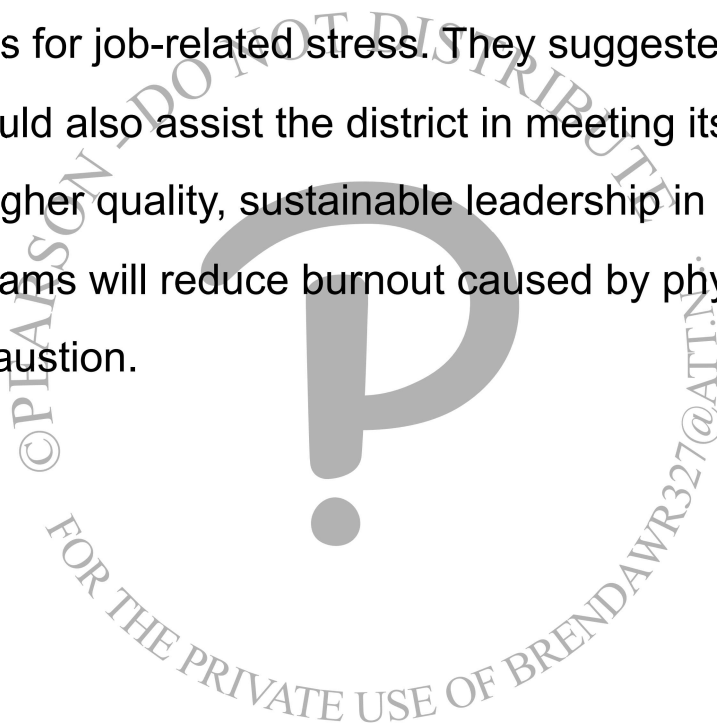 s for job-related stress. They suggeste
uld also assist the district in meeting its
gher quality, sustainable leadership in
ams will reduce burnout caused by phy
austion.
©PEARSON - DO NOT DISTRIBUTE
FOR THE PRIVATE USE OF BRENDAWR327@ATT.N